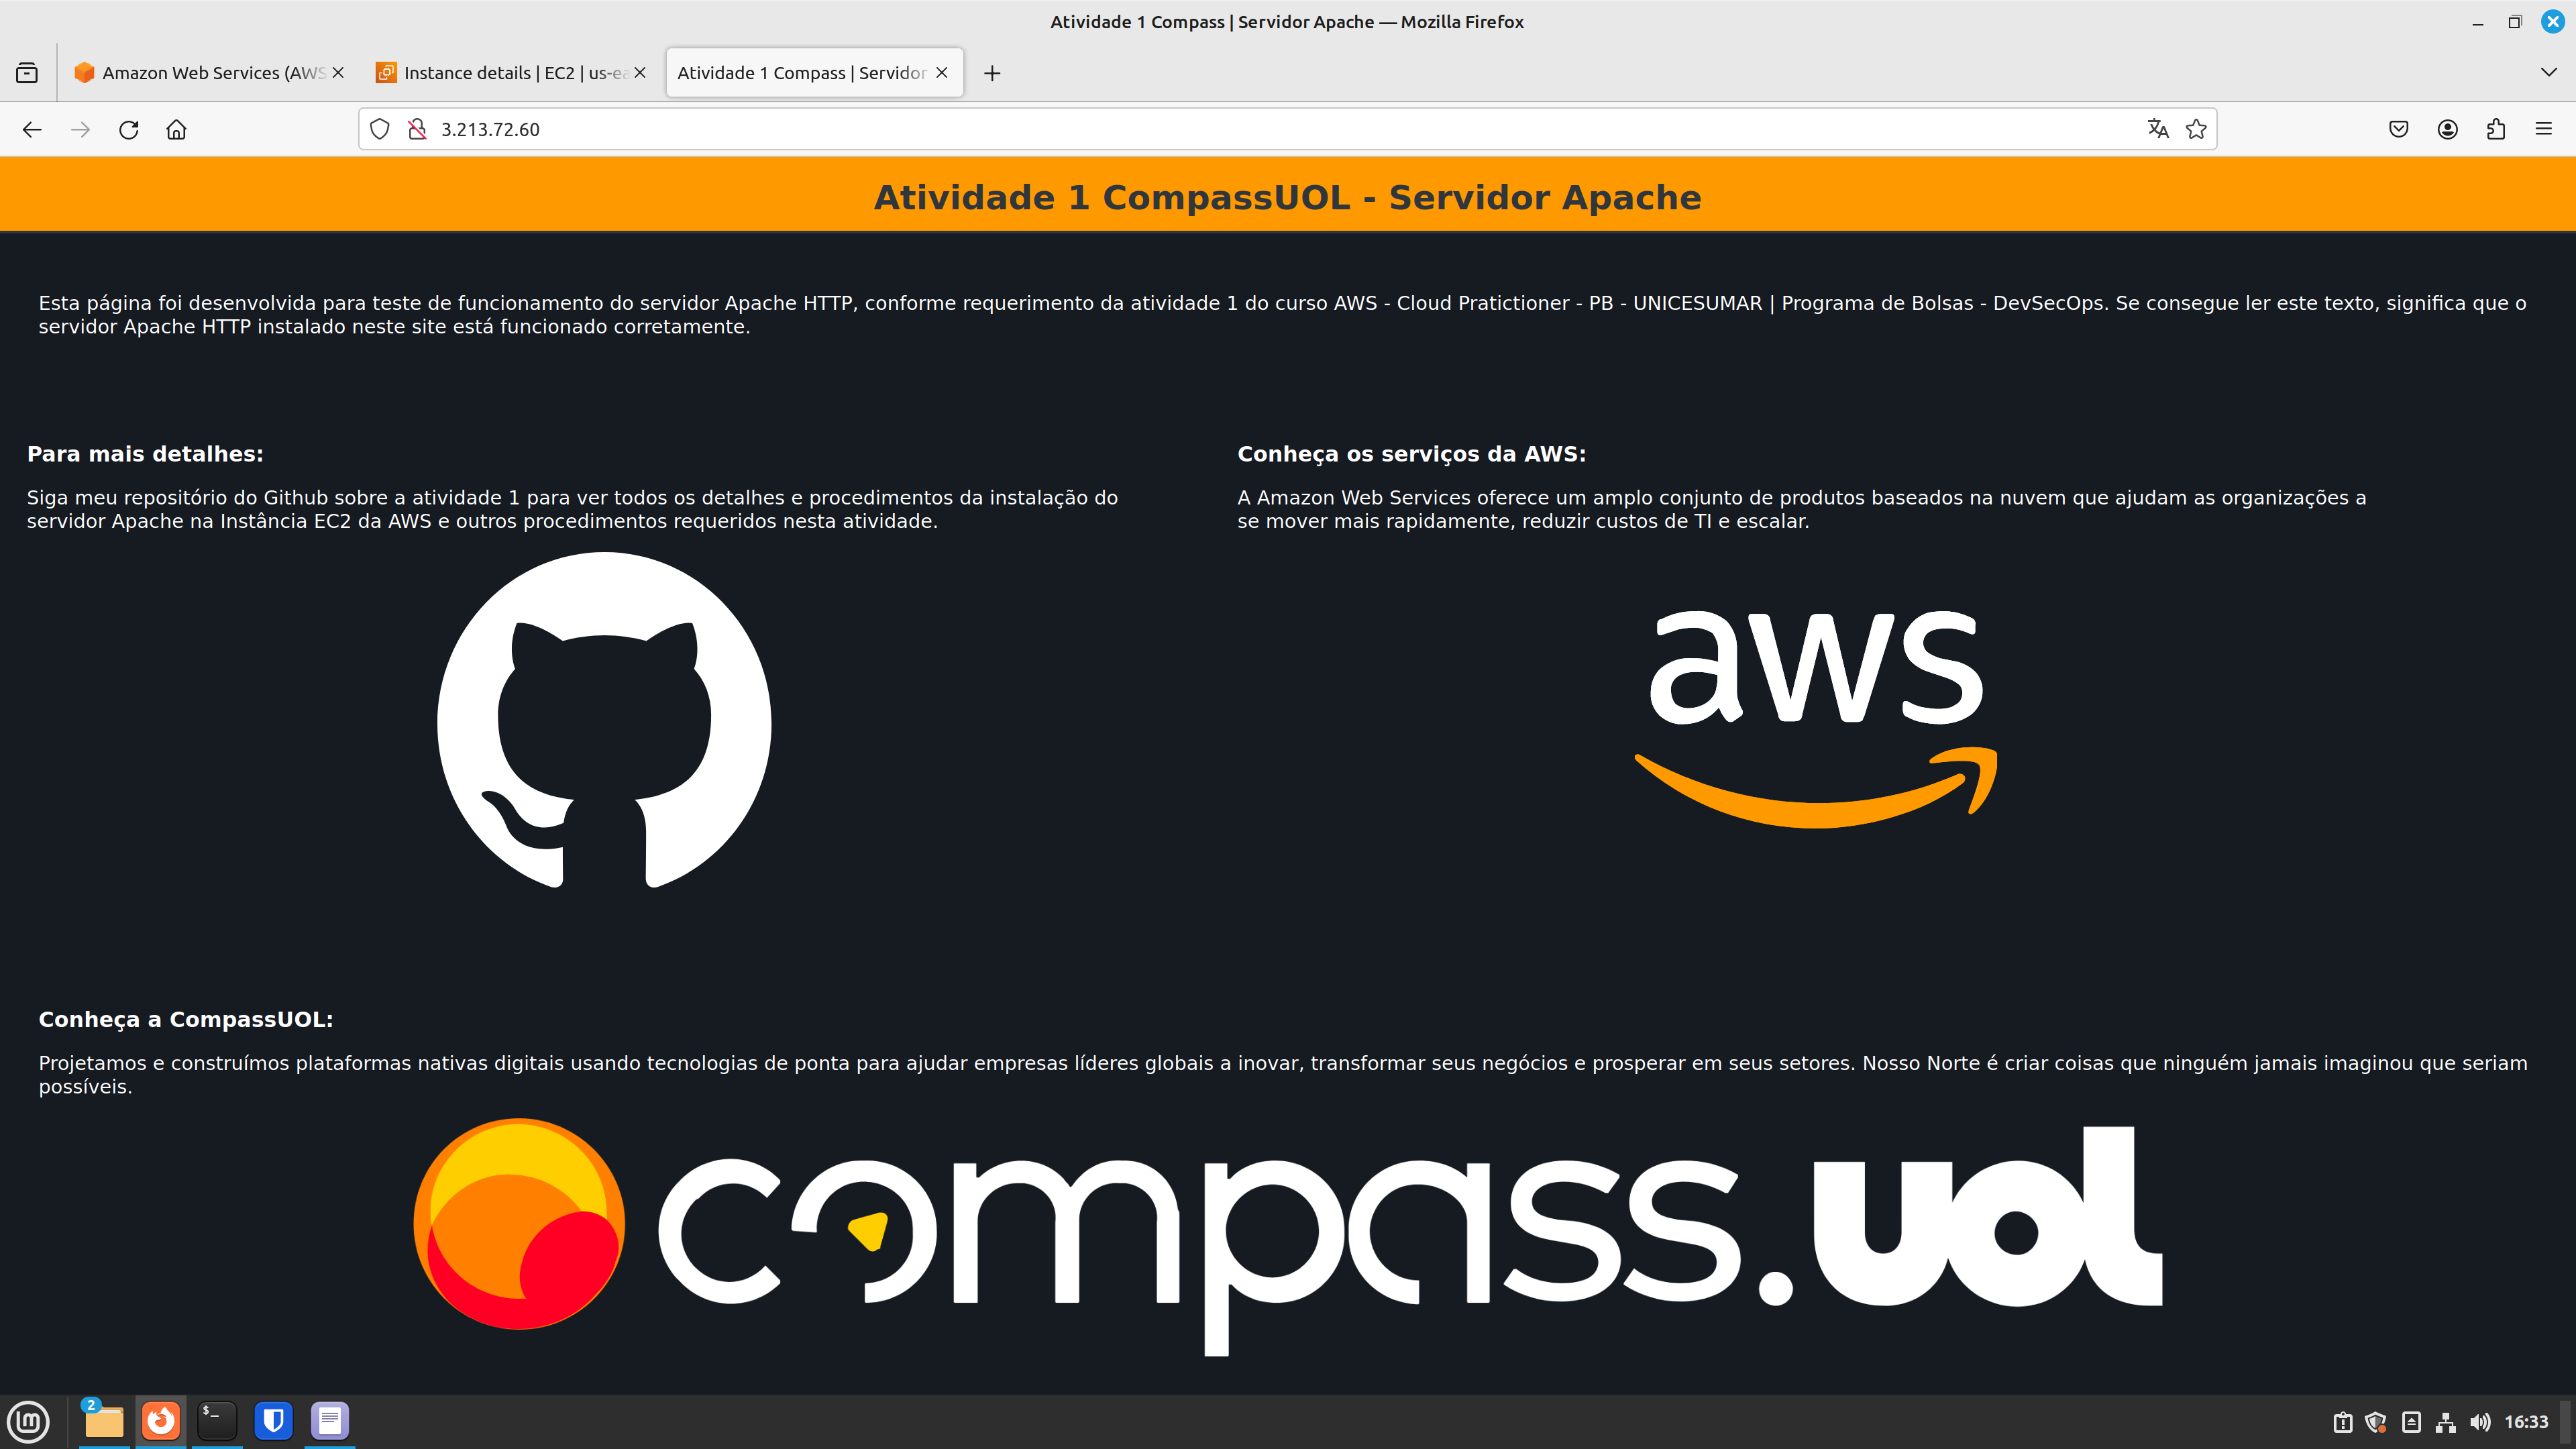 Atividade 1 Compass | Servidor Apache — Mozilla Firefox
Amazon Web Services (AWS
Instance details | EC2 | us-ea
Atividade 1 Compass | Servidor
3.213.72.60
Atividade 1 CompassUOL - Servidor Apache
Esta página foi desenvolvida para teste de funcionamento do servidor Apache HTTP, conforme requerimento da atividade 1 do curso AWS - Cloud Pratictioner - PB - UNICESUMAR | Programa de Bolsas - DevSecOps. Se consegue ler este texto, significa que o
servidor Apache HTTP instalado neste site está funcionado corretamente.
Para mais detalhes:
Siga meu repositório do Github sobre a atividade 1 para ver todos os detalhes e procedimentos da instalação do
servidor Apache na Instância EC2 da AWS e outros procedimentos requeridos nesta atividade.
Conheça os serviços da AWS:
A Amazon Web Services oferece um amplo conjunto de produtos baseados na nuvem que ajudam as organizações a
se mover mais rapidamente, reduzir custos de TI e escalar.
aws
Conheça a CompassUOL:
Projetamos e construímos plataformas nativas digitais usando tecnologias de ponta para ajudar empresas líderes globais a inovar, transformar seus negócios e prosperar em seus setores. Nosso Norte é criar coisas que ninguém jamais imaginou que seriam
possíveis.
compass.uol
2
$_
16:33